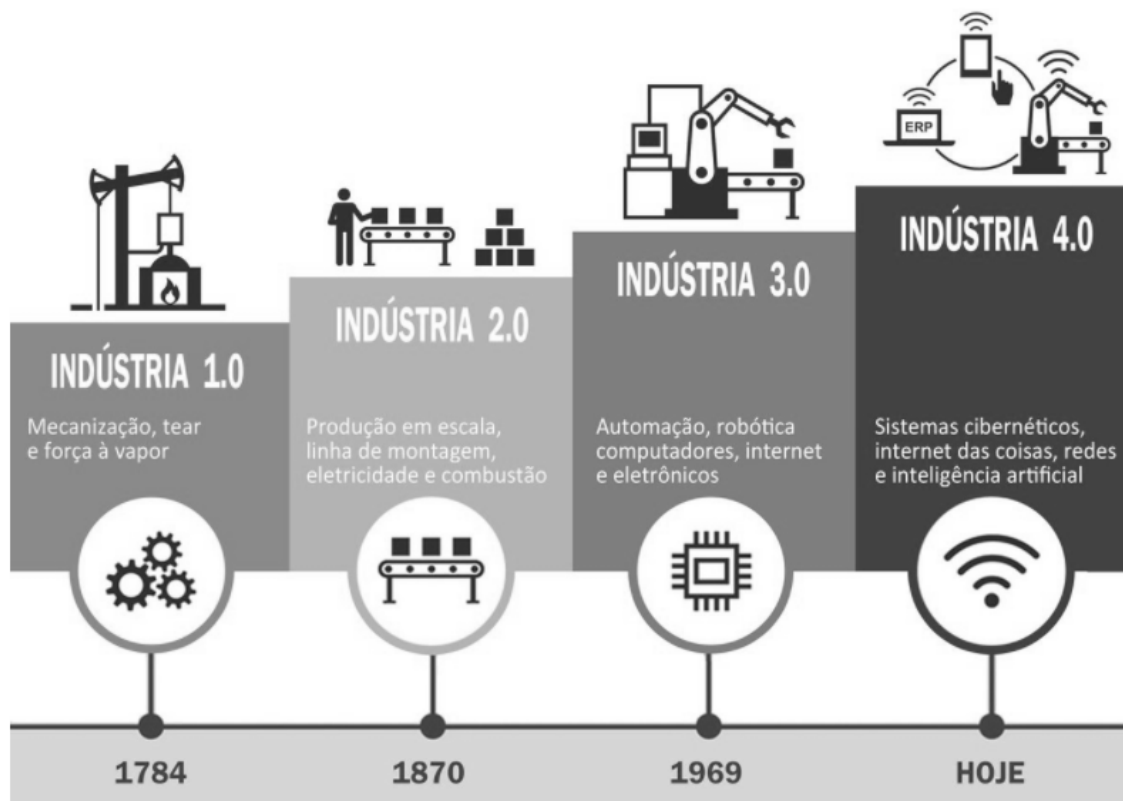 ERP
INDÚSTRIA 1.0
Mecanização, tear
e força à vapor
INDÚSTRIA 2.0
Produção em escala,
linha de montagem,
eletricidade e combustão
INDÚSTRIA 3.0
Automação, robótica
computadores, internet
e eletrônicos
INDÚSTRIA 4.0
Sistemas cibernéticos,
internet das coisas, redes
e inteligência artificial
1784
1870
1969
HOJE